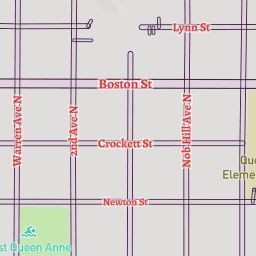 Lynn St
Boston St
Warren Ave N
2nd Ave N
Nob Hill Ave N
Crockett St
Que
Elemen
Newton St
st Queen Anne